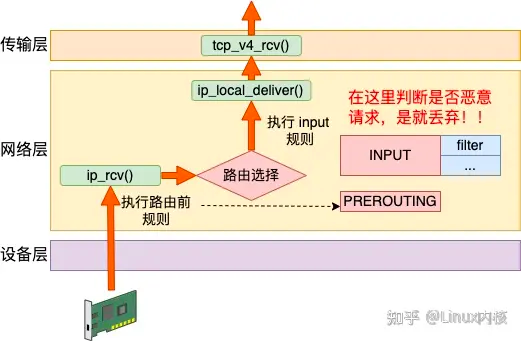 传输层
tcp_v4_rcv()
ip_local_deliver()
在这里判断是否恶意
请求，是就丢弃！！
执行 input
规则
网络层
INPUT
filter
...
ip_rcv()
路由选择
执行路由前
规则
PREROUTING
设备层
知乎 @Linux内核